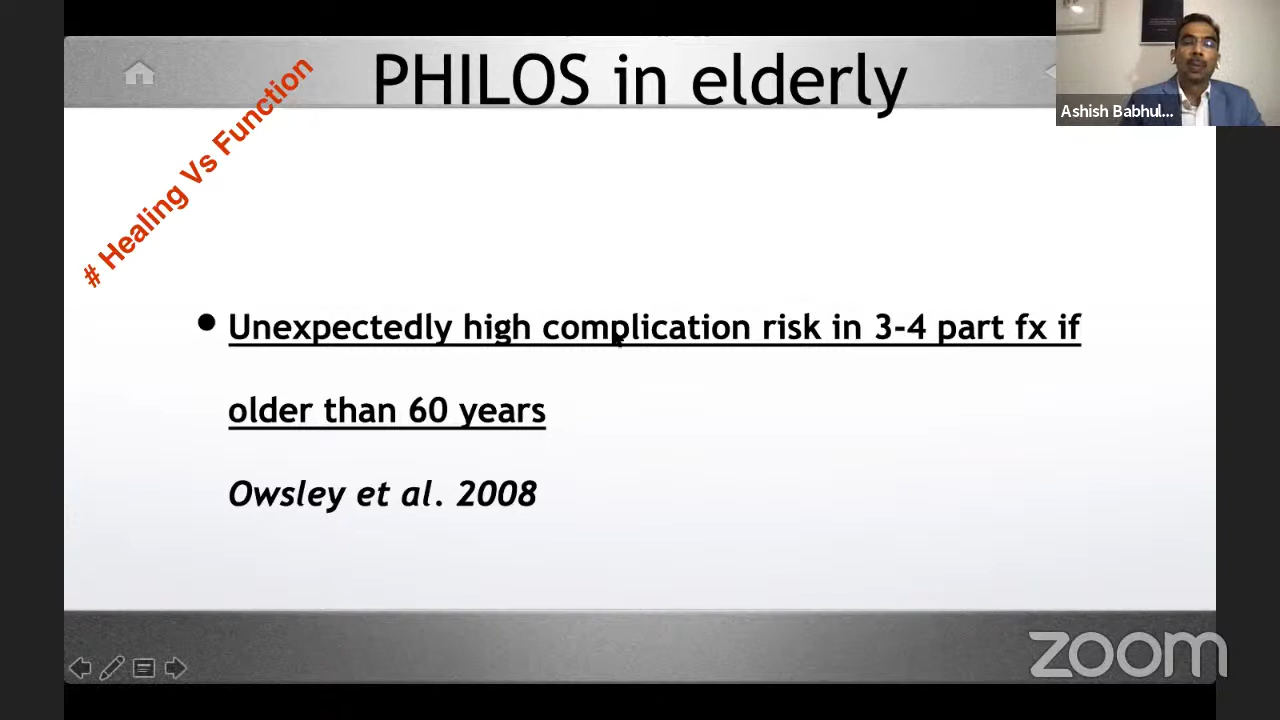 PHILOS in elderly
Ashish Babhul...
# Healing Vs Function
• Unexpectedly high complication risk in 3-4 part fx if
older than 60 years
Owsley et al. 2008
zoom